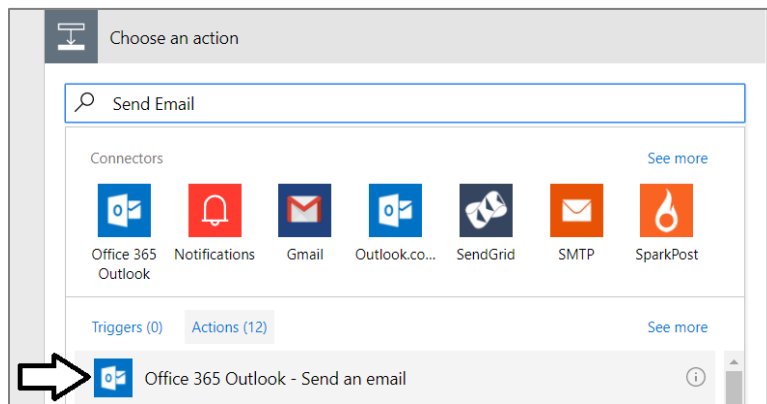 Choose an action
Send Email
Connectors
See more
Office 365 Outlook
Notifications
Gmail
Outlook.co...
SendGrid
SMTP
SparkPost
Triggers (0)
Actions (12)
See more
Office 365 Outlook - Send an email